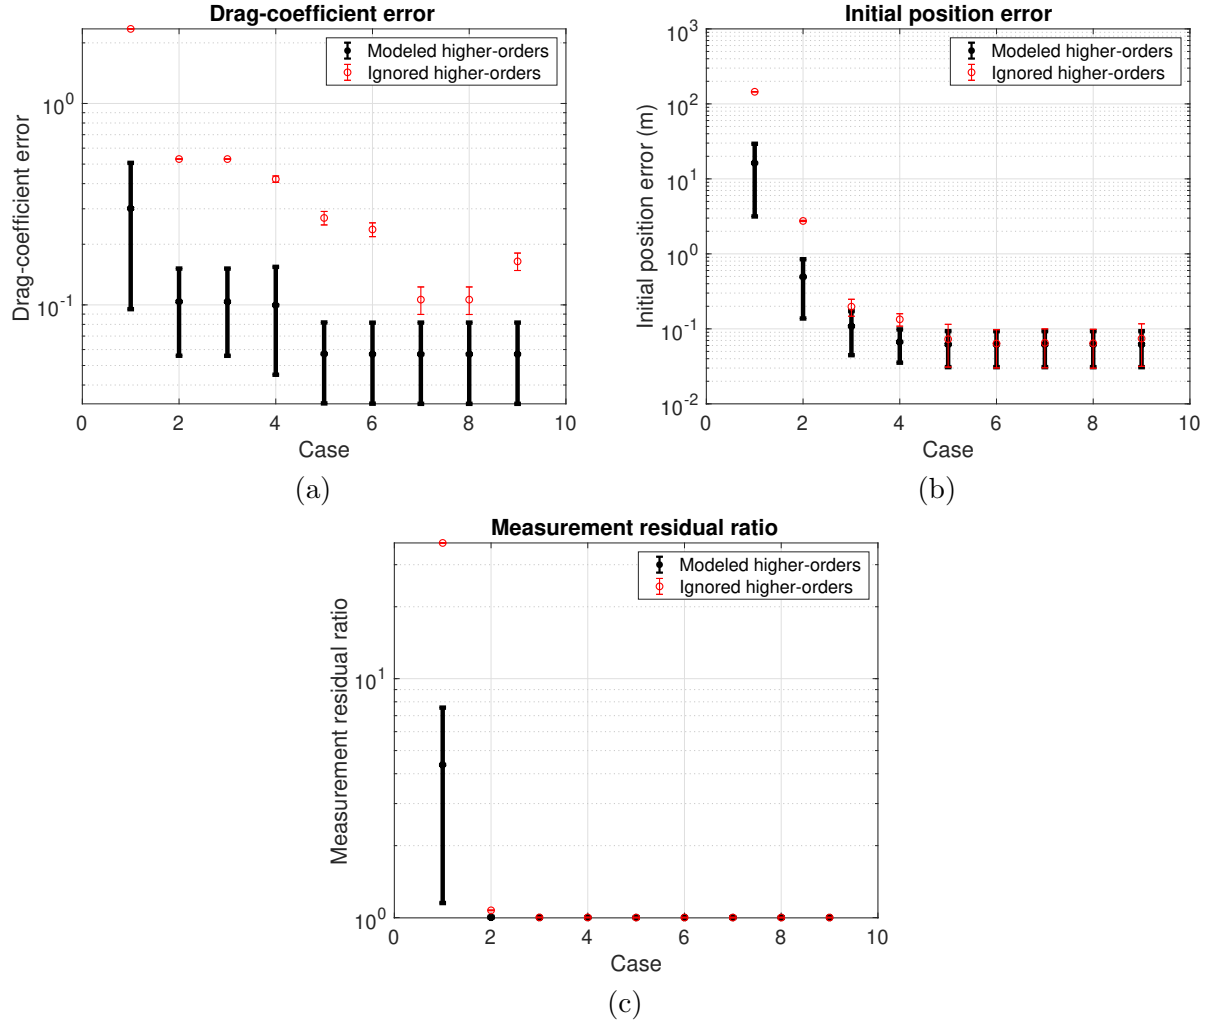 Drag-coefficient error
Modeled higher-orders
Ignored higher-orders
Drag-coefficient error
10^0
10^-1
0 2 4 6 8 10
Case
(a)
Initial position error
Modeled higher-orders
Ignored higher-orders
Initial position error (m)
10^3
10^2
10^1
10^0
10^-1
10^-2
0 2 4 6 8 10
Case
(b)
Measurement residual ratio
Modeled higher-orders
Ignored higher-orders
Measurement residual ratio
10^1
10^0
0 2 4 6 8 10
Case
(c)